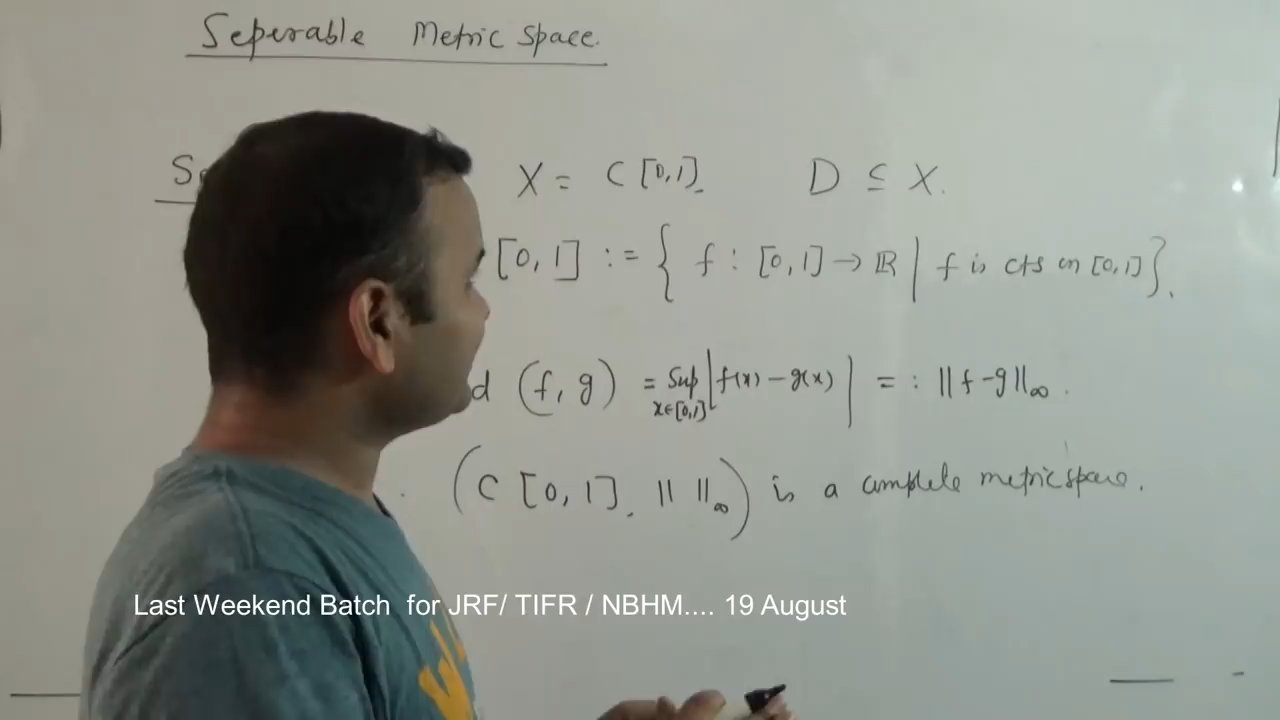 Seperable Metric Space.
X = C [0,1]. D ⊆ X.
[0,1] := { f : [0,1] → ℝ | f is cts on [0,1] }.
d (f, g) = Sup x∈[0,1] | f(x) − g(x) | = : || f − g ||∞ .
( C [0,1], || ||∞ ) is a complete metric space.
Last Weekend Batch for JRF/ TIFR / NBHM.... 19 August